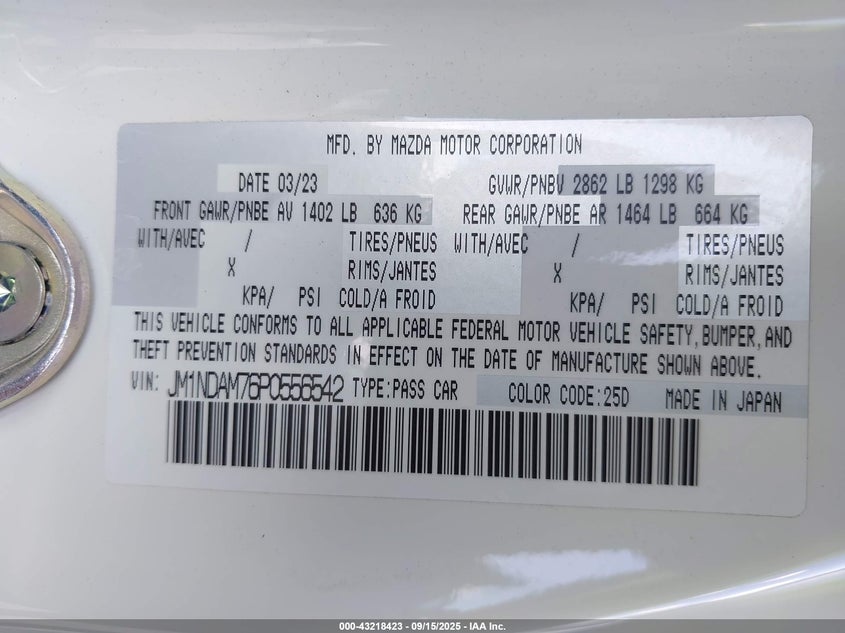 MFD. BY MAZDA MOTOR CORPORATION
DATE 03/23 GVWR/PNBV 2862 LB 1298 KG
FRONT GAWR/PNBE AV 1402 LB 636 KG REAR GAWR/PNBE AR 1464 LB 664 KG
WITH/AVEC / TIRES/PNEUS WITH/AVEC / TIRES/PNEUS
X RIMS/JANTES X RIMS/JANTES
KPA/ PSI COLD/A FROID KPA/ PSI COLD/A FROID
THIS VEHICLE CONFORMS TO ALL APPLICABLE FEDERAL MOTOR VEHICLE SAFETY, BUMPER, AND
THEFT PREVENTION STANDARDS IN EFFECT ON THE DATE OF MANUFACTURE SHOWN ABOVE.
VIN: JM1NDAM76P0556542 TYPE:PASS CAR COLOR CODE:25D MADE IN JAPAN
000-43218423 - 09/15/2025 - IAA Inc.